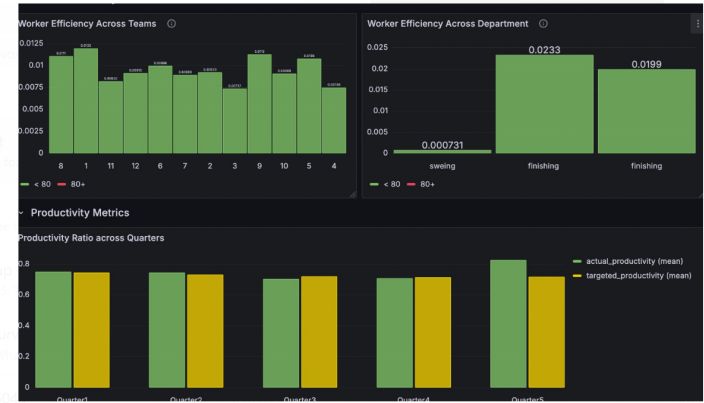 Worker Efficiency Across Teams
0.0125
0.01
0.0075
0.005
0.0025
0
8 1 11 12 6 7 2 3 9 10 5 4
< 80 80+
Worker Efficiency Across Department
0.025
0.02
0.015
0.01
0.005
0
0.000731
0.0233
0.0199
sweing finishing finishing
< 80 80+
Productivity Metrics
Productivity Ratio across Quarters
0.8
0.6
0.4
0.2
0
Quarter1 Quarter2 Quarter3 Quarter4 Quarter5
actual_productivity (mean)
targeted_productivity (mean)